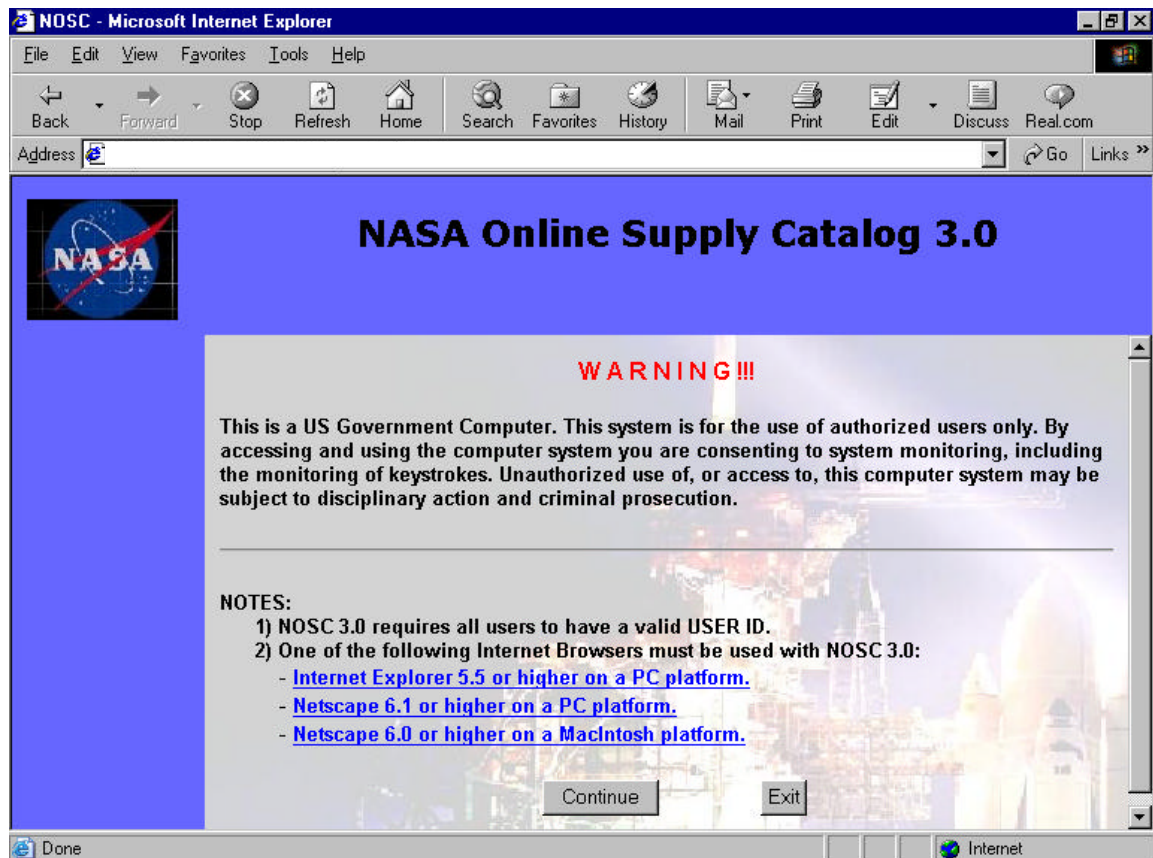 NOSC - Microsoft Internet Explorer
File Edit View Favorites Tools Help
Back Forward Stop Refresh Home Search Favorites History Mail Print Edit Discuss Real.com
Address Go Links »
NASA
NASA Online Supply Catalog 3.0
WARNING!!!
This is a US Government Computer. This system is for the use of authorized users only. By
accessing and using the computer system you are consenting to system monitoring, including
the monitoring of keystrokes. Unauthorized use of, or access to, this computer system may be
subject to disciplinary action and criminal prosecution.
NOTES:
1) NOSC 3.0 requires all users to have a valid USER ID.
2) One of the following Internet Browsers must be used with NOSC 3.0:
- Internet Explorer 5.5 or higher on a PC platform.
- Netscape 6.1 or higher on a PC platform.
- Netscape 6.0 or higher on a MacIntosh platform.
Continue Exit
Done Internet